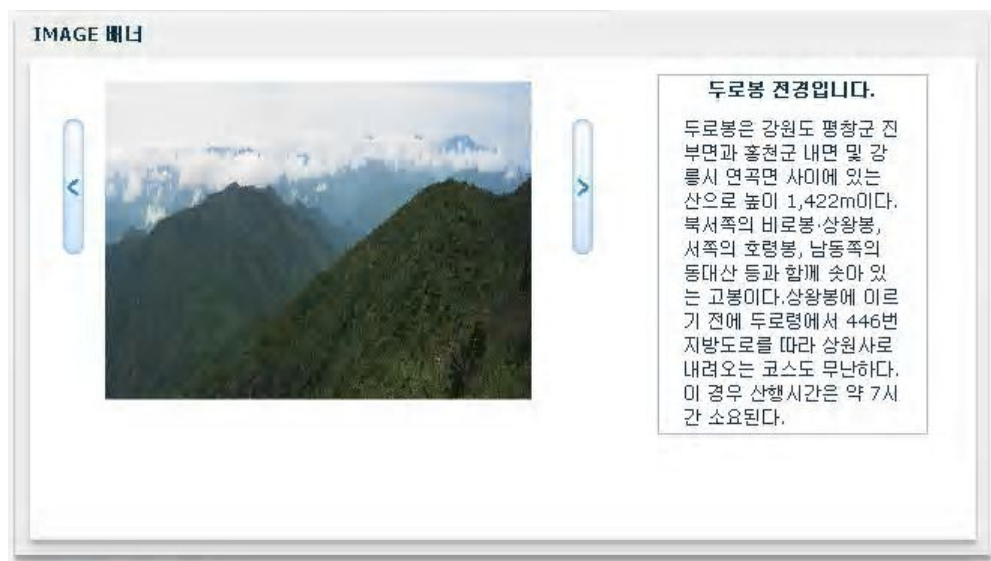 IMAGE 배너
<
>
두로봉 전경입니다.
두로봉은 강원도 평창군 진
부면과 홍천군 내면 및 강
릉시 연곡면 사이에 있는
산으로 높이 1,422m이다.
북서쪽의 비로봉·상왕봉,
서쪽의 호령봉, 남동쪽의
동대산 등과 함께 솟아 있
는 고봉이다.상왕봉에 이르
기 전에 두로령에서 446번
지방도로를 따라 상원사로
내려오는 코스도 무난하다.
이 경우 산행시간은 약 7시
간 소요된다.